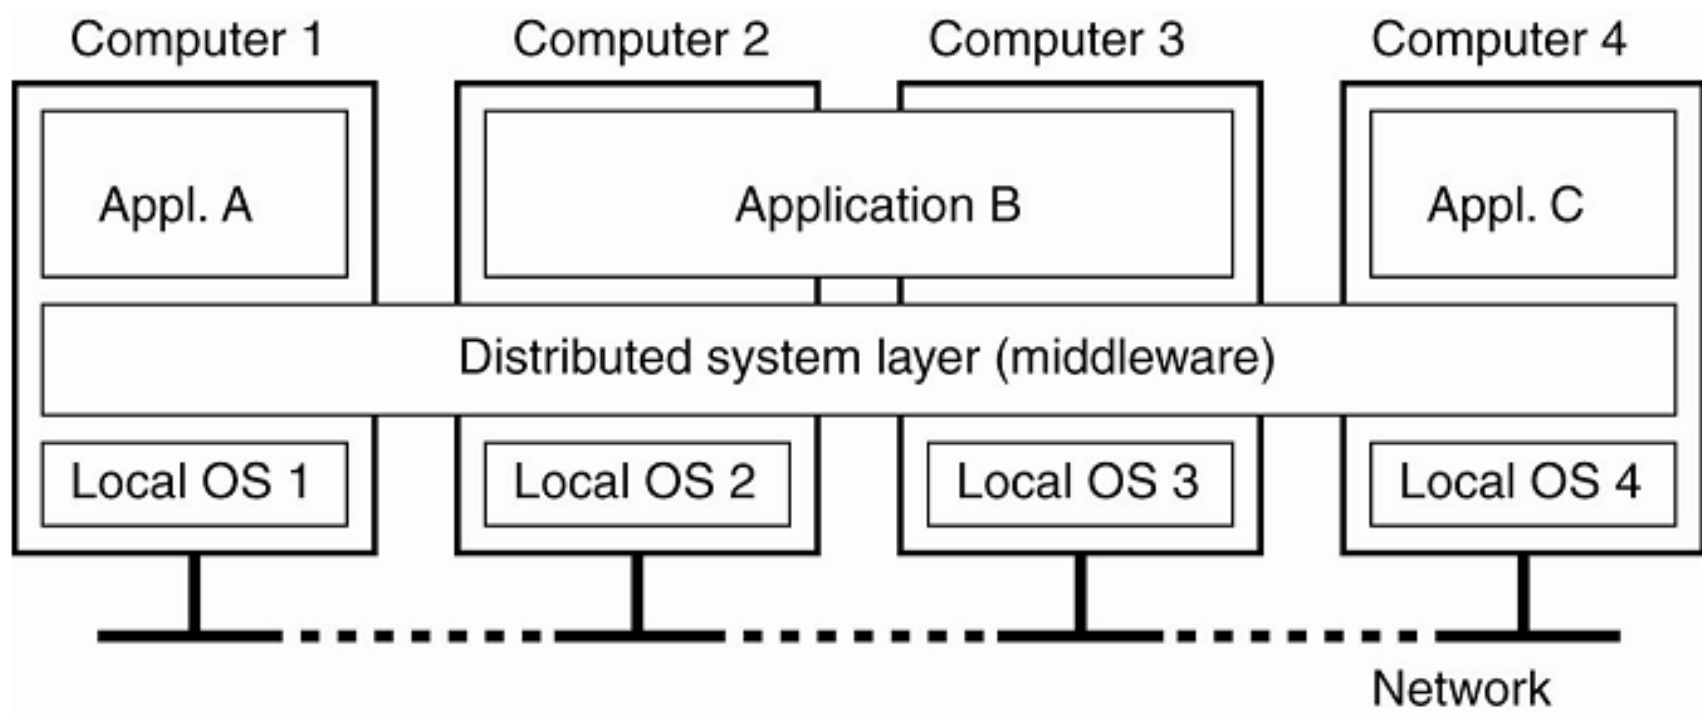 Computer 1
Computer 2
Computer 3
Computer 4
Appl. A
Application B
Appl. C
Distributed system layer (middleware)
Local OS 1
Local OS 2
Local OS 3
Local OS 4
Network